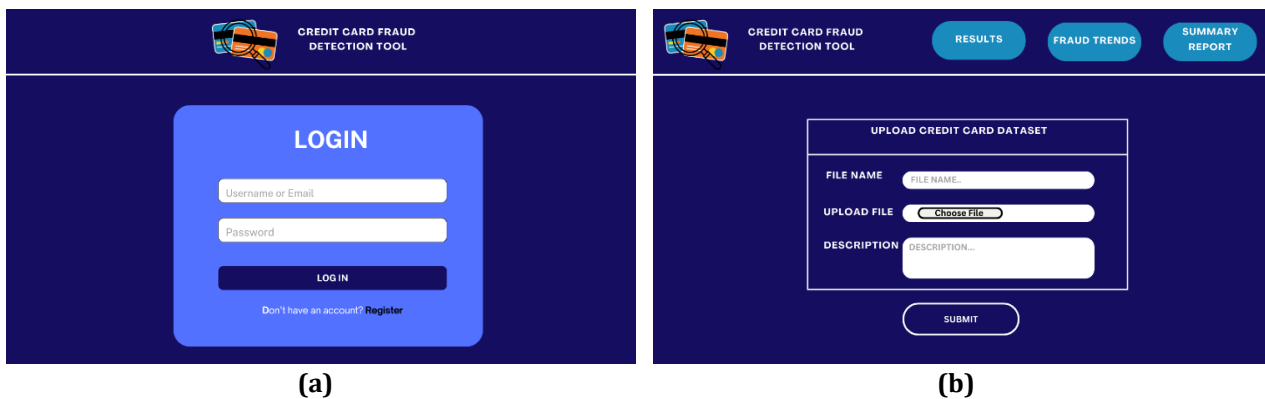 CREDIT CARD FRAUD
DETECTION TOOL
LOGIN
Username or Email
Password
LOG IN
Don't have an account? Register
(a)
CREDIT CARD FRAUD
DETECTION TOOL
RESULTS
FRAUD TRENDS
SUMMARY
REPORT
UPLOAD CREDIT CARD DATASET
FILE NAME
FILE NAME..
UPLOAD FILE
Choose File
DESCRIPTION
DESCRIPTION...
SUBMIT
(b)